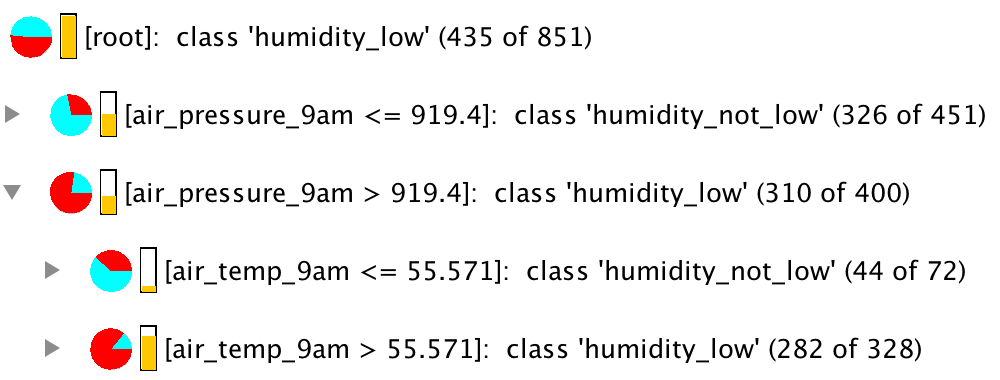 [root]: class 'humidity_low' (435 of 851)
[air_pressure_9am <= 919.4]: class 'humidity_not_low' (326 of 451)
[air_pressure_9am > 919.4]: class 'humidity_low' (310 of 400)
[air_temp_9am <= 55.571]: class 'humidity_not_low' (44 of 72)
[air_temp_9am > 55.571]: class 'humidity_low' (282 of 328)